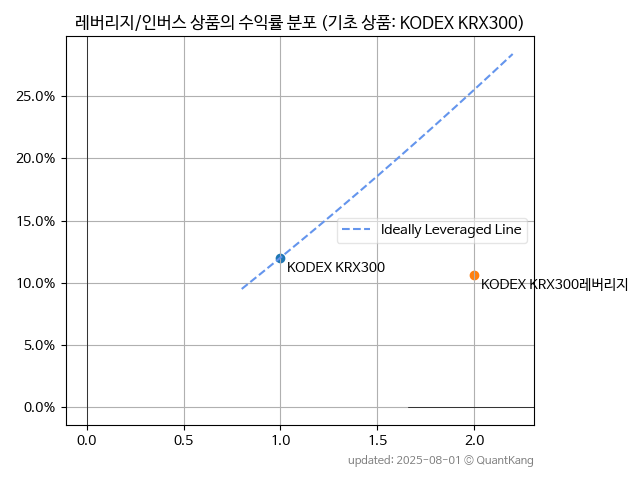 레버리지/인버스 상품의 수익률 분포 (기초 상품: KODEX KRX300)
25.0%
20.0%
15.0%
10.0%
5.0%
0.0%
Ideally Leveraged Line
KODEX KRX300
KODEX KRX300레버리지
0.0
0.5
1.0
1.5
2.0
updated: 2025-08-01 © QuantKang